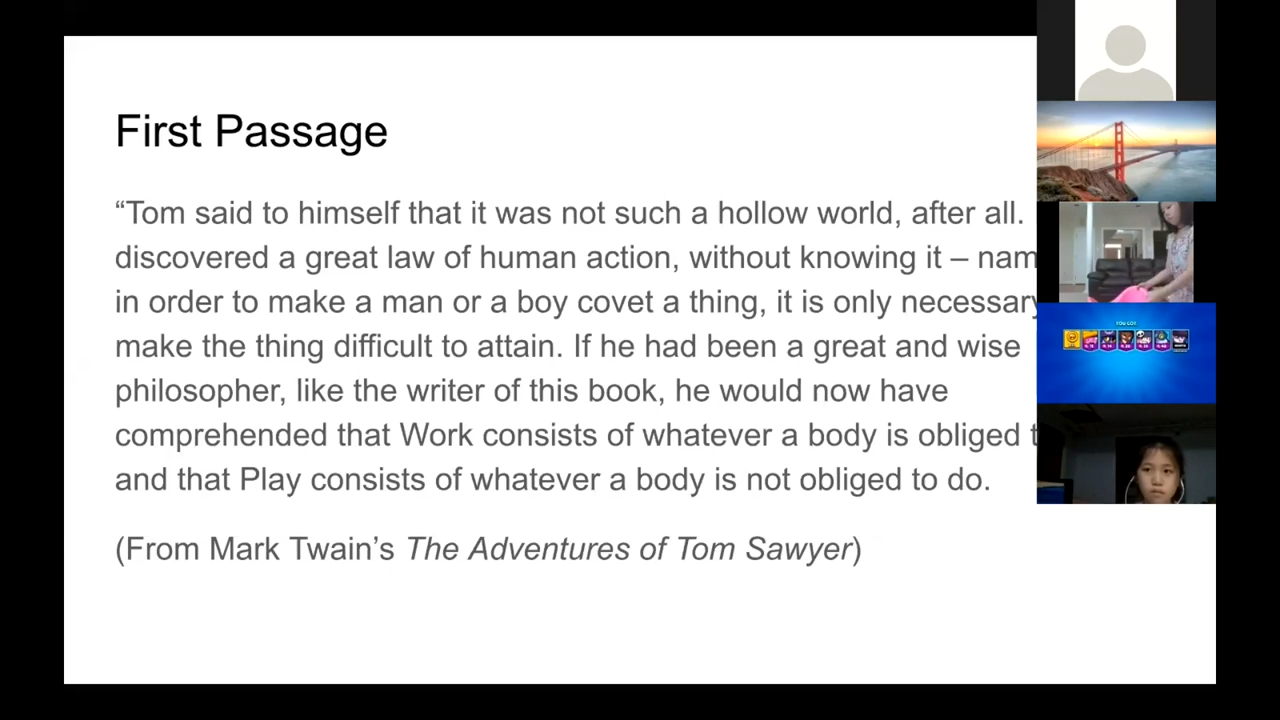 First Passage
“Tom said to himself that it was not such a hollow world, after all.
discovered a great law of human action, without knowing it – nam
in order to make a man or a boy covet a thing, it is only necessary
make the thing difficult to attain. If he had been a great and wise
philosopher, like the writer of this book, he would now have
comprehended that Work consists of whatever a body is obliged t
and that Play consists of whatever a body is not obliged to do.
(From Mark Twain’s The Adventures of Tom Sawyer)
YOU GOT